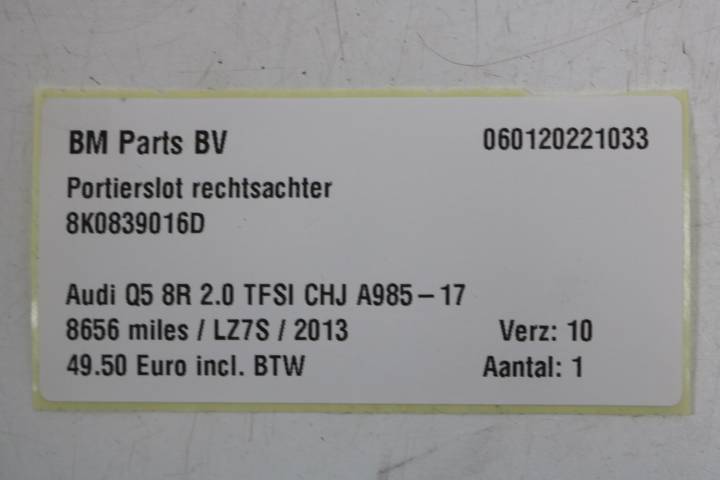 BM Parts BV 060120221033
Portierslot rechtsachter
8K0839016D
Audi Q5 8R 2.0 TFSI CHJ A985-17
8656 miles / LZ7S / 2013 Verz: 10
49.50 Euro incl. BTW Aantal: 1